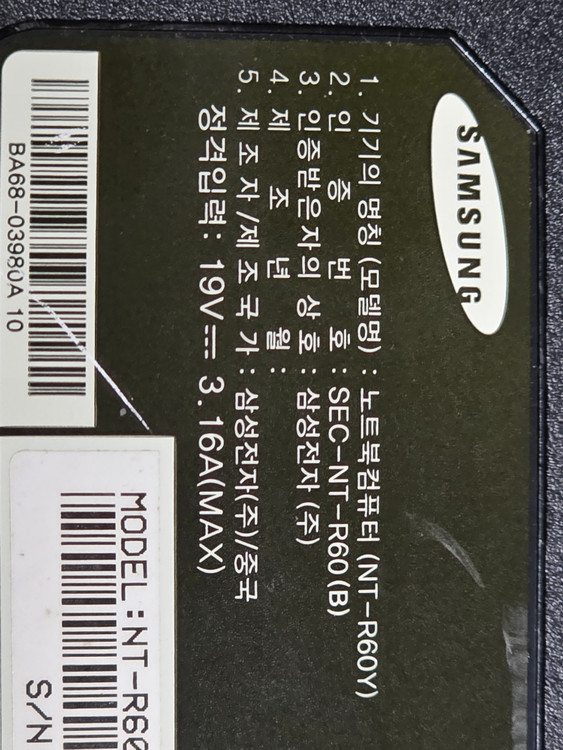 SAMSUNG
1. 기기의 명칭 (모델명) : 노트북컴퓨터 (NT-R60Y)
2. 인 증 번 호 : SEC-NT-R60(B)
3. 인증받은자의 상호 : 삼성전자 (주)
4. 제 조 년 월 :
5. 제 조 자 / 제 조 국 가 : 삼성전자(주)/중국
정격입력: 19V⎓ 3.16A(MAX)
BA68-03980A 10
MODEL:NT-R60
S/N